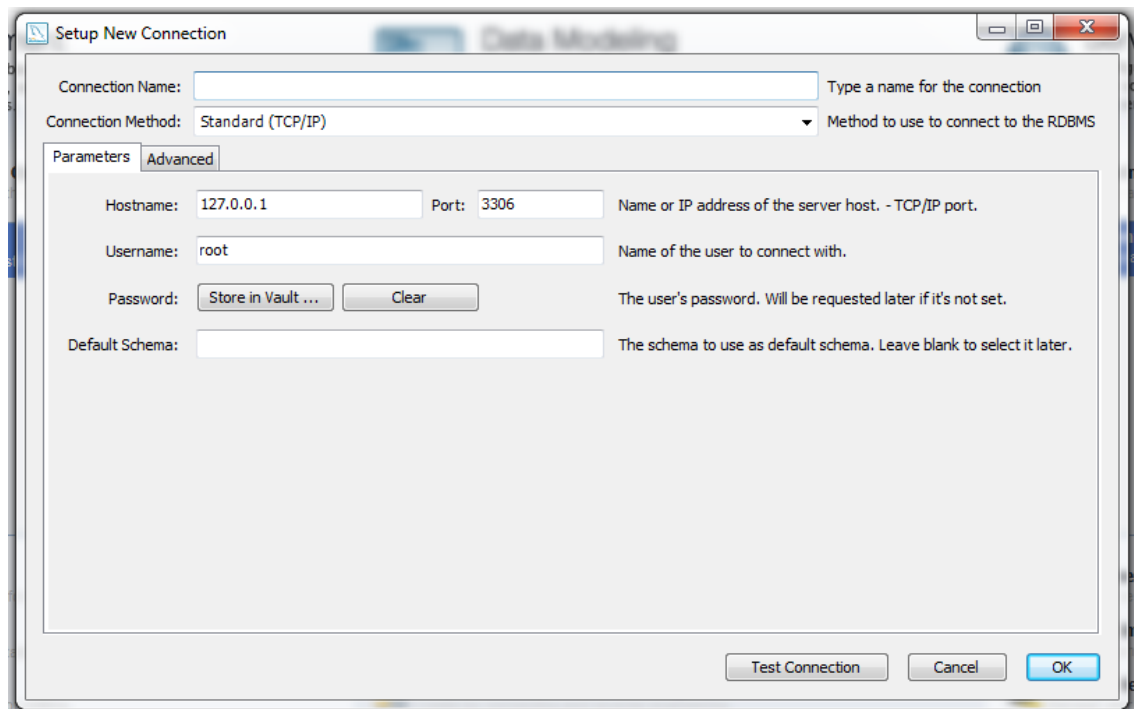 Setup New Connection
Data Modeling
Connection Name: Type a name for the connection
Connection Method: Standard (TCP/IP) Method to use to connect to the RDBMS
Parameters Advanced
Hostname: 127.0.0.1 Port: 3306 Name or IP address of the server host. - TCP/IP port.
Username: root Name of the user to connect with.
Password: Store in Vault ... Clear The user's password. Will be requested later if it's not set.
Default Schema: The schema to use as default schema. Leave blank to select it later.
Test Connection Cancel OK